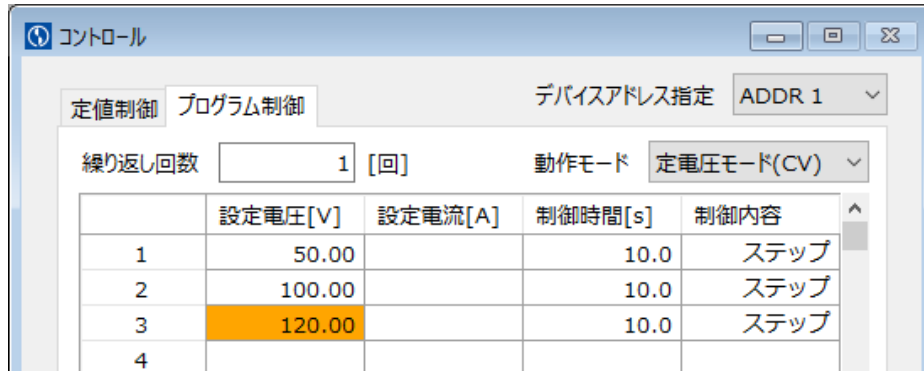 コントロール
デバイスアドレス指定 ADDR 1
定値制御 プログラム制御
繰り返し回数 1 [回] 動作モード 定電圧モード(CV)
設定電圧[V] 設定電流[A] 制御時間[s] 制御内容
1 50.00 10.0 ステップ
2 100.00 10.0 ステップ
3 120.00 10.0 ステップ
4